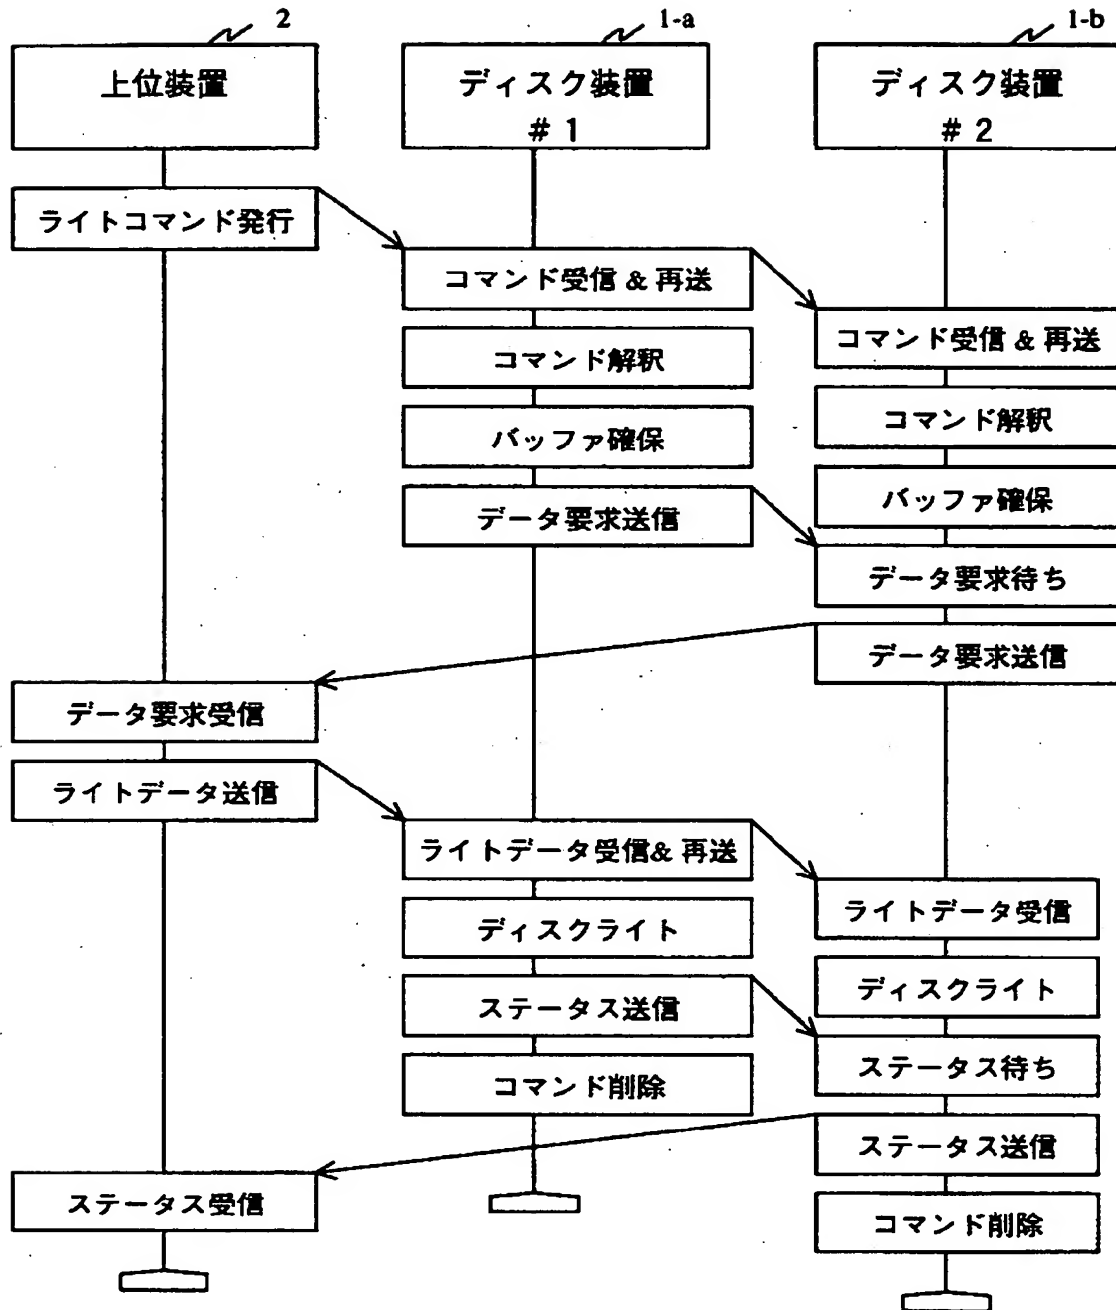 2
上位装置
ライトコマンド発行
データ要求受信
ライトデータ送信
ステータス受信
1-a
ディスク装置
# 1
コマンド受信 & 再送
コマンド解釈
バッファ確保
データ要求送信
ライトデータ受信& 再送
ディスクライト
ステータス送信
コマンド削除
1-b
ディスク装置
# 2
コマンド受信 & 再送
コマンド解釈
バッファ確保
データ要求待ち
データ要求送信
ライトデータ受信
ディスクライト
ステータス待ち
ステータス送信
コマンド削除